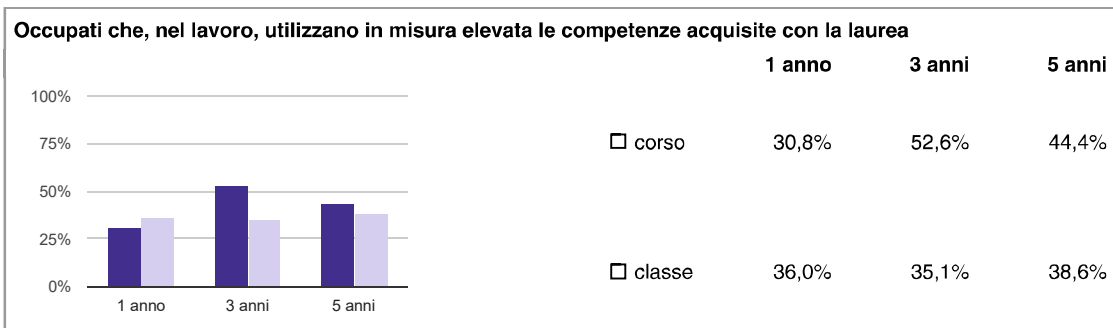 Occupati che, nel lavoro, utilizzano in misura elevata le competenze acquisite con la laurea
1 anno 3 anni 5 anni
100%
75%
50%
25%
0%
1 anno 3 anni 5 anni
corso 30,8% 52,6% 44,4%
classe 36,0% 35,1% 38,6%